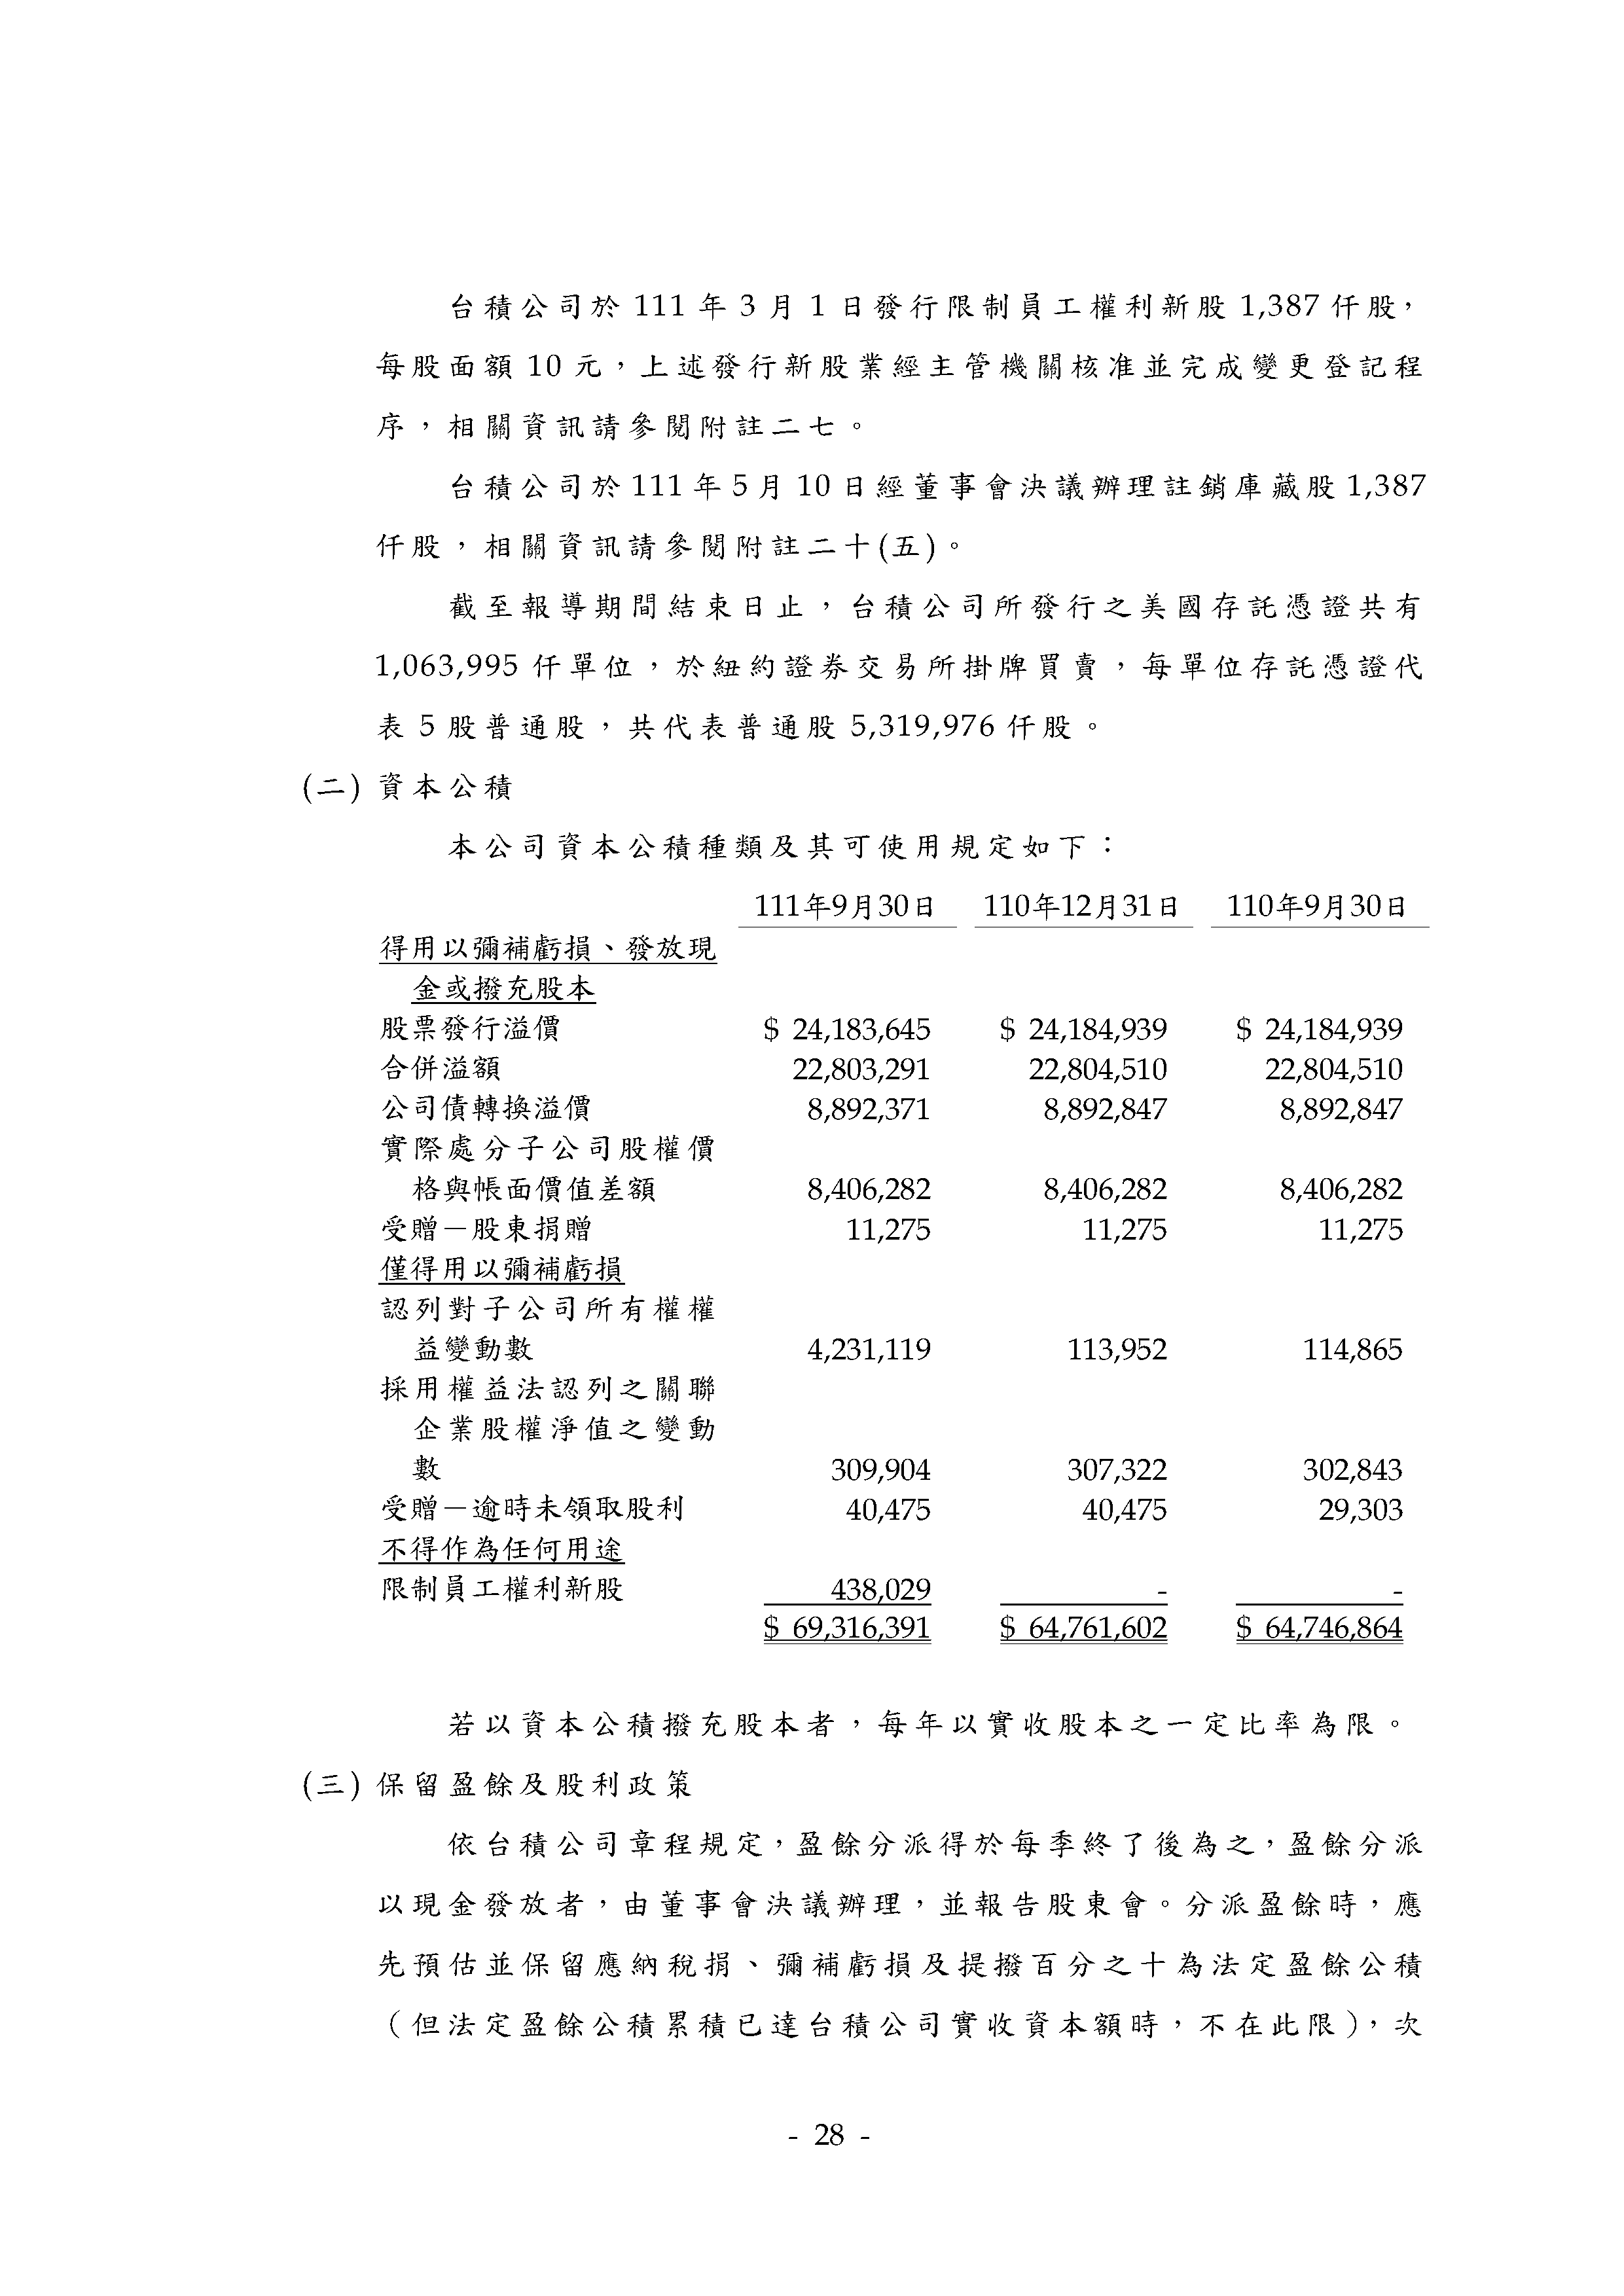 台積公司於 111 年 3 月 1 日發行限制員工權利新股 1,387 仟股，
每股面額 10 元，上述發行新股業經主管機關核准並完成變更登記程
序，相關資訊請參閱附註二七。
台積公司於 111 年 5 月 10 日經董事會決議辦理註銷庫藏股 1,387
仟股，相關資訊請參閱附註二十(五)。
截至報導期間結束日止，台積公司所發行之美國存託憑證共有
1,063,995 仟單位，於紐約證券交易所掛牌買賣，每單位存託憑證代
表 5 股普通股，共代表普通股 5,319,976 仟股。
(二) 資本公積
本公司資本公積種類及其可使用規定如下：
111年9月30日 110年12月31日 110年9月30日
得用以彌補虧損、發放現
金或撥充股本
股票發行溢價 $ 24,183,645 $ 24,184,939 $ 24,184,939
合併溢額 22,803,291 22,804,510 22,804,510
公司債轉換溢價 8,892,371 8,892,847 8,892,847
實際處分子公司股權價
格與帳面價值差額 8,406,282 8,406,282 8,406,282
受贈－股東捐贈 11,275 11,275 11,275
僅得用以彌補虧損
認列對子公司所有權權
益變動數 4,231,119 113,952 114,865
採用權益法認列之關聯
企業股權淨值之變動
數 309,904 307,322 302,843
受贈－逾時未領取股利 40,475 40,475 29,303
不得作為任何用途
限制員工權利新股 438,029 - -
$ 69,316,391 $ 64,761,602 $ 64,746,864
若以資本公積撥充股本者，每年以實收股本之一定比率為限。
(三) 保留盈餘及股利政策
依台積公司章程規定，盈餘分派得於每季終了後為之，盈餘分派
以現金發放者，由董事會決議辦理，並報告股東會。分派盈餘時，應
先預估並保留應納稅捐、彌補虧損及提撥百分之十為法定盈餘公積
（但法定盈餘公積累積已達台積公司實收資本額時，不在此限），次
- 28 -